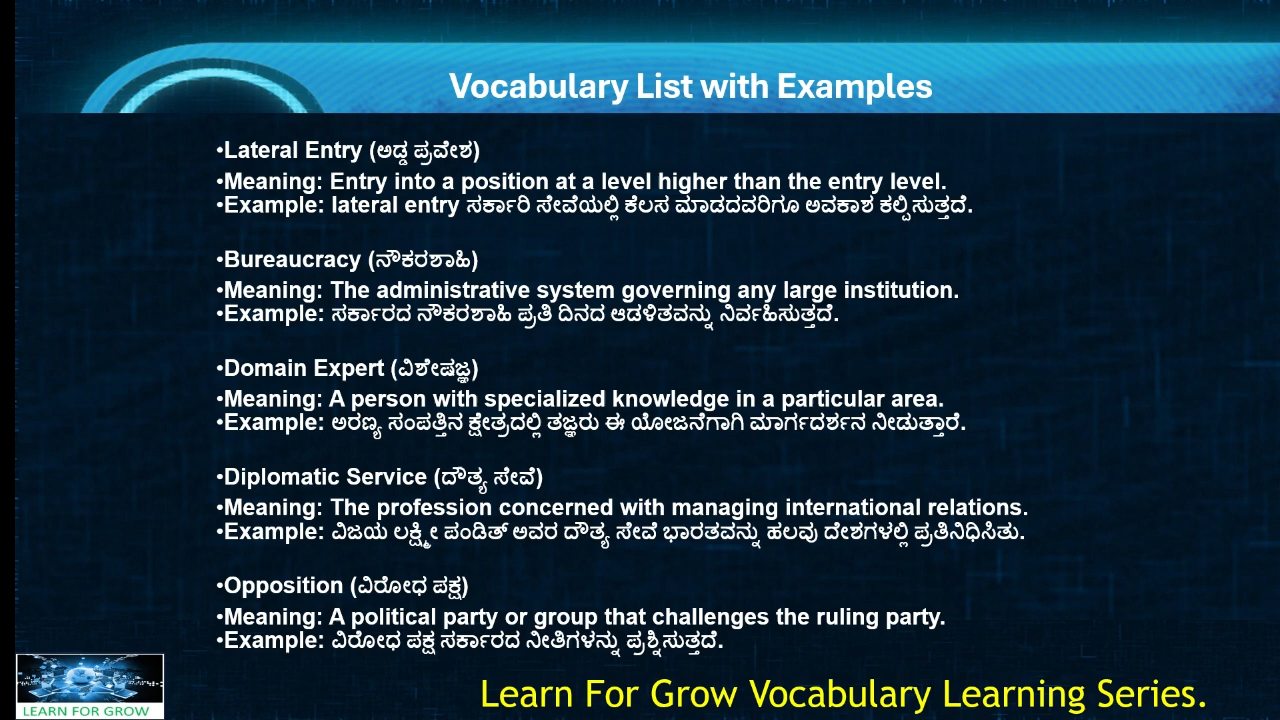 Vocabulary List with Examples
•Lateral Entry (ಅಡ್ಡ ಪ್ರವೇಶ)
•Meaning: Entry into a position at a level higher than the entry level.
•Example: lateral entry ಸರ್ಕಾರಿ ಸೇವೆಯಲ್ಲಿ ಕೆಲಸ ಮಾಡದವರಿಗೂ ಅವಕಾಶ ಕಲ್ಪಿಸುತ್ತದೆ.
•Bureaucracy (ನೌಕರಶಾಹಿ)
•Meaning: The administrative system governing any large institution.
•Example: ಸರ್ಕಾರದ ನೌಕರಶಾಹಿ ಪ್ರತಿ ದಿನದ ಆಡಳಿತವನ್ನು ನಿರ್ವಹಿಸುತ್ತದೆ.
•Domain Expert (ವಿಶೇಷಜ್ಞ)
•Meaning: A person with specialized knowledge in a particular area.
•Example: ಅರಣ್ಯ ಸಂಪತ್ತಿನ ಕ್ಷೇತ್ರದಲ್ಲಿ ತಜ್ಞರು ಈ ಯೋಜನೆಗಾಗಿ ಮಾರ್ಗದರ್ಶನ ನೀಡುತ್ತಾರೆ.
•Diplomatic Service (ದೌತ್ಯ ಸೇವೆ)
•Meaning: The profession concerned with managing international relations.
•Example: ವಿಜಯ ಲಕ್ಷ್ಮೀ ಪಂಡಿತ್ ಅವರ ದೌತ್ಯ ಸೇವೆ ಭಾರತವನ್ನು ಹಲವು ದೇಶಗಳಲ್ಲಿ ಪ್ರತಿನಿಧಿಸಿತು.
•Opposition (ವಿರೋಧ ಪಕ್ಷ)
•Meaning: A political party or group that challenges the ruling party.
•Example: ವಿರೋಧ ಪಕ್ಷ ಸರ್ಕಾರದ ನೀತಿಗಳನ್ನು ಪ್ರಶ್ನಿಸುತ್ತದೆ.
LEARN FOR GROW
Learn For Grow Vocabulary Learning Series.